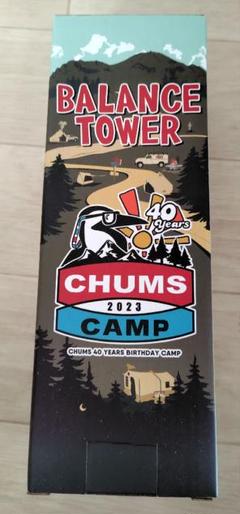 BALANCE
TOWER
40
Years
CHUMS
2023
CAMP
CHUMS 40 YEARS BIRTHDAY CAMP